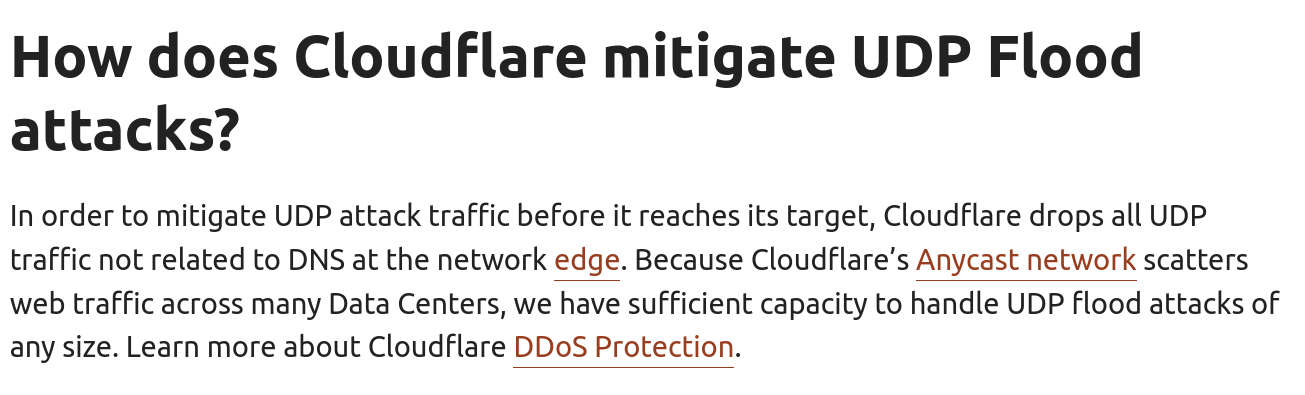 How does Cloudflare mitigate UDP Flood
attacks?
In order to mitigate UDP attack traffic before it reaches its target, Cloudflare drops all UDP
traffic not related to DNS at the network edge. Because Cloudflare’s Anycast network scatters
web traffic across many Data Centers, we have sufficient capacity to handle UDP flood attacks of
any size. Learn more about Cloudflare DDoS Protection.